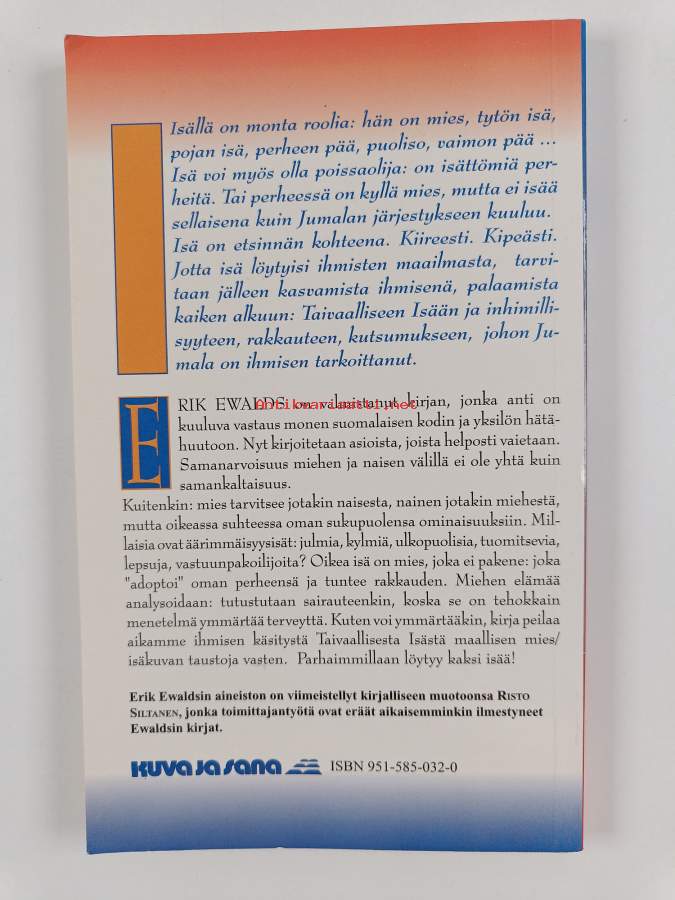 Isällä on monta roolia: hän on mies, tytön isä,
pojan isä, perheen pää, puoliso, vaimon pää ...
Isä voi myös olla poissaolija: on isättömiä per-
heitä. Tai perheessä on kyllä mies, mutta ei isää
sellaisena kuin Jumalan järjestykseen kuuluu.
Isä on etsinnän kohteena. Kiireesti. Kipeästi.
Jotta isä löytyisi ihmisten maailmasta, tarvi-
taan jälleen kasvamista ihmisenä, palaamista
kaiken alkuun: Taivaalliseen Isään ja inhimilli-
syyteen, rakkauteen, kutsumukseen, johon Ju-
mala on ihmisen tarkoittanut.
ERIK EWALDS on valmistanut kirjan, jonka anti on
Antikvariaatti.net
kuuluva vastaus monen suomalaisen kodin ja yksilön hätä-
huutoon. Nyt kirjoitetaan asioista, joista helposti vaietaan.
Samanarvoisuus miehen ja naisen välillä ei ole yhtä kuin
samankaltaisuus.
Kuitenkin: mies tarvitsee jotakin naisesta, nainen jotakin miehestä,
mutta oikeassa suhteessa oman sukupuolensa ominaisuuksiin. Mil-
laisia ovat äärimmäisyysisät: julmia, kylmiä, ulkopuolisia, tuomitsevia,
lepsuja, vastuunpakoilijoita? Oikea isä on mies, joka ei pakene: joka
"adoptoi" oman perheensä ja tuntee rakkauden. Miehen elämää
analysoidaan: tutustutaan sairauteenkin, koska se on tehokkain
menetelmä ymmärtää terveyttä. Kuten voi ymmärtääkin, kirja peilaa
aikamme ihmisen käsitystä Taivaallisesta Isästä maallisen mies/
isäkuvan taustoja vasten. Parhaimmillaan löytyy kaksi isää!
Erik Ewaldsin aineiston on viimeistellyt kirjalliseen muotoonsa RISTO
SILTANEN, jonka toimittajantyötä ovat eräät aikaisemminkin ilmestyneet
Ewaldsin kirjat.
KUVA JA SANA ISBN 951-585-032-0